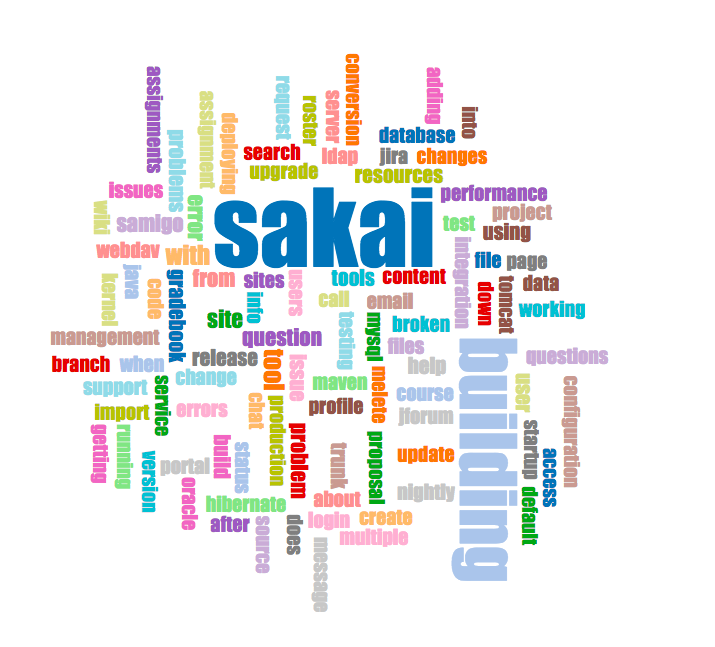 conversion
assignments
adding
request
assignment
roster
server
into
deploying
database
problems
search
ldap
jira
changes
upgrade
resources
issues
performance
sakai
wiki
error
samigo
project
test
using
webdav
with
integration
file
page
java
kernel
code
gradebook
from
sites
users
tools
content
down
tomcat
data
info
call
email
working
site
testing
mysql
broken
management
question
files
building
branch
when
release
tool
issue
help
questions
support
service
change
maven
melete
course
user
configuration
import
errors
chat
production
profile
jforum
getting
running
problem
startup
version
portal
build
status
trunk
proposal
update
access
oracle
hibernate
about
nightly
default
after
source
does
login
create
multiple
message